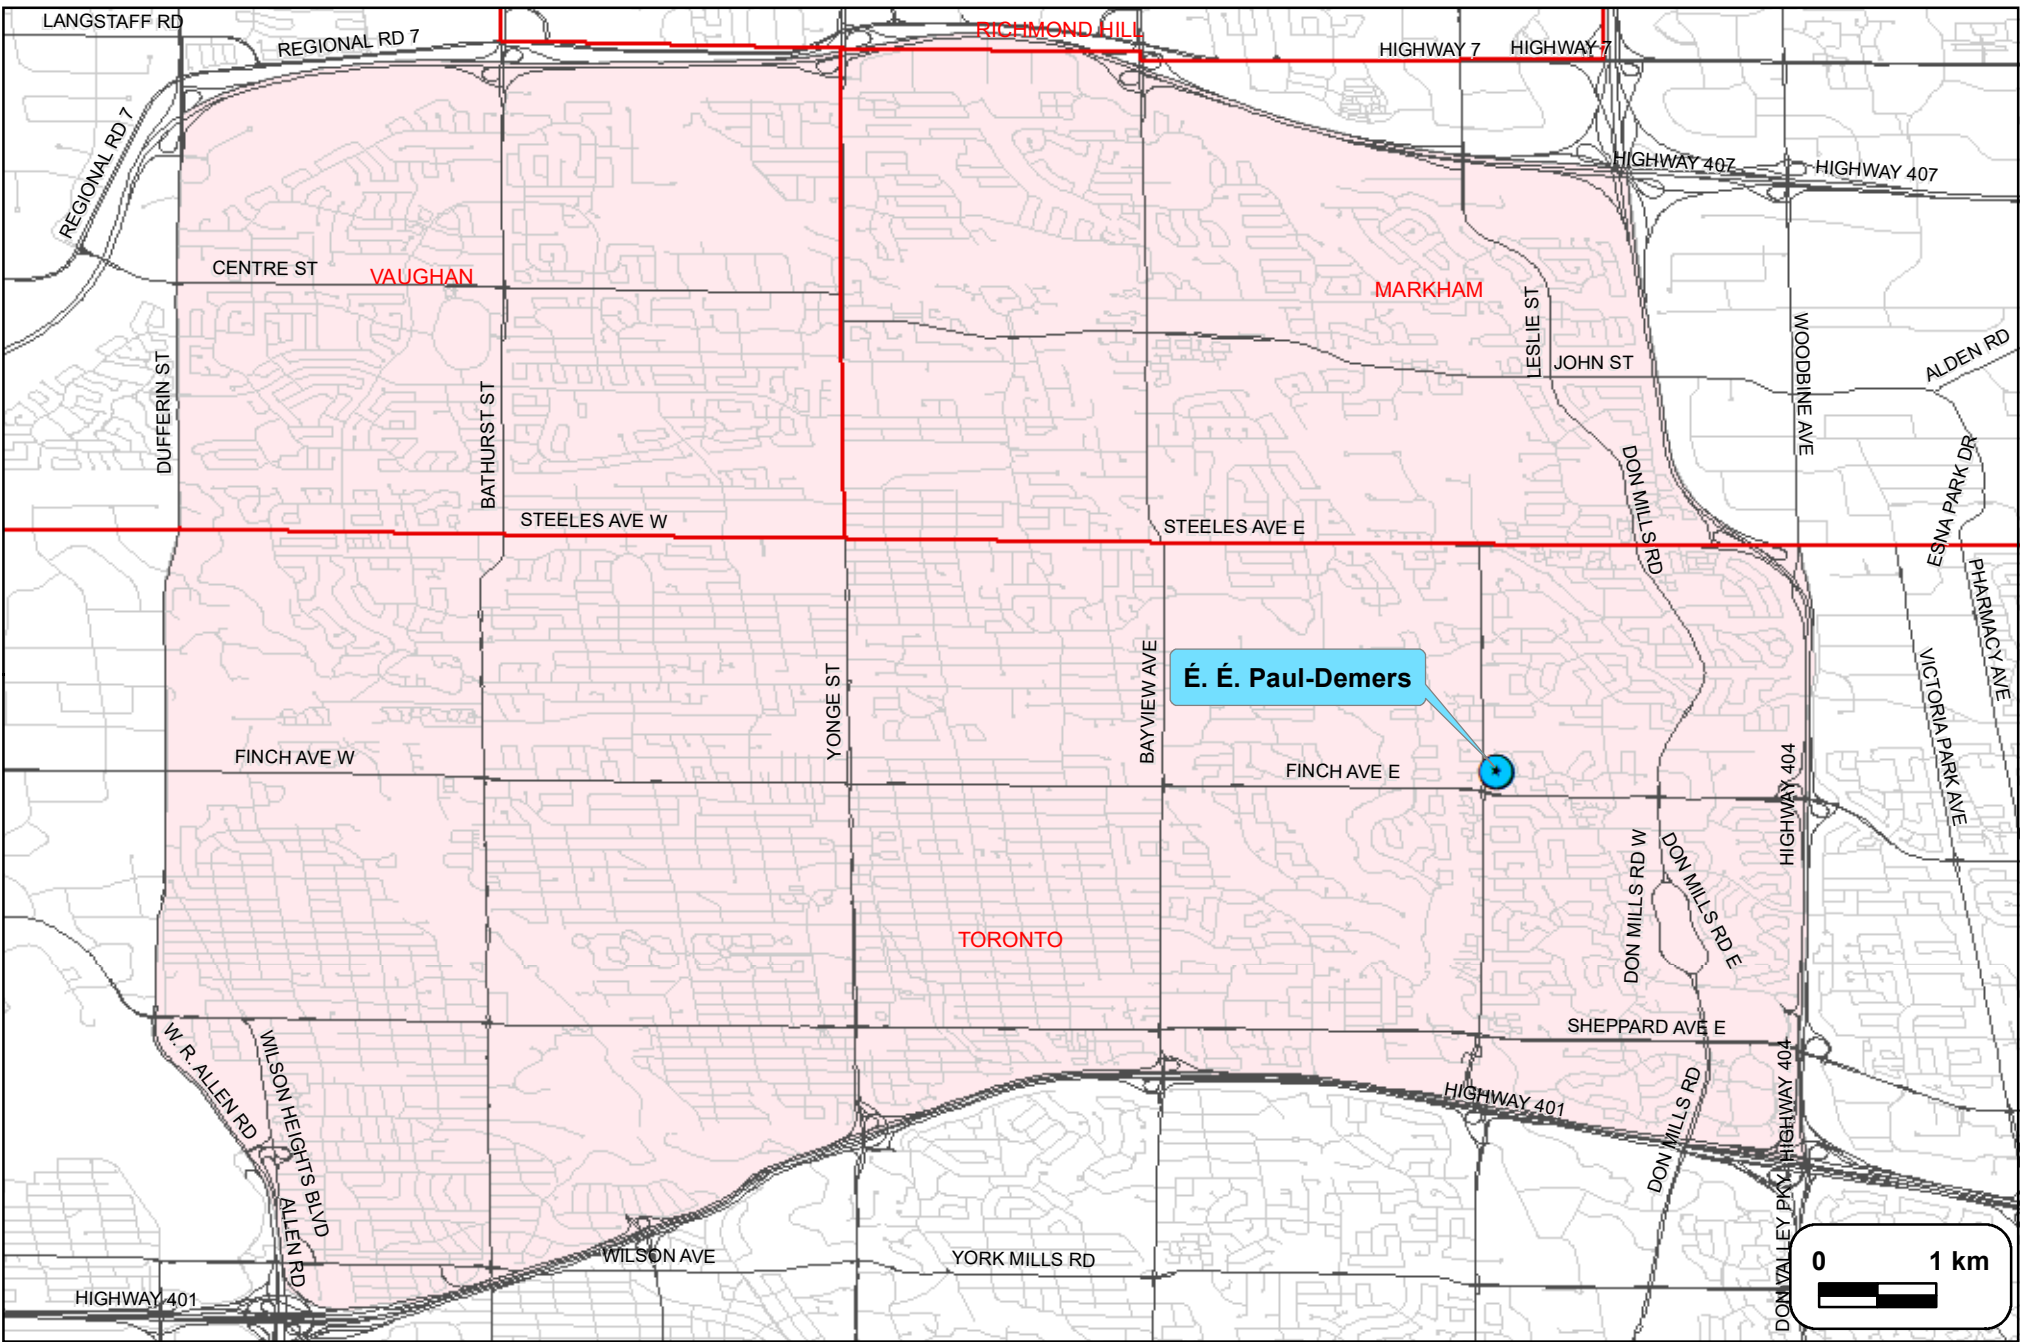 LANGSTAFF RD
REGIONAL RD 7
RICHMOND HILL
HIGHWAY 7
HIGHWAY 7
REGIONAL RD 7
HIGHWAY 407
HIGHWAY 407
CENTRE ST
VAUGHAN
MARKHAM
LESLIE ST
JOHN ST
WOODBINE AVE
ALDEN RD
DUFFERIN ST
BATHURST ST
DON MILLS RD
ESNA PARK DR
STEELES AVE W
STEELES AVE E
PHARMACY AVE
YONGE ST
BAYVIEW AVE
É. É. Paul-Demers
VICTORIA PARK AVE
FINCH AVE W
FINCH AVE E
HIGHWAY 404
DON MILLS RD W
DON MILLS RD E
TORONTO
SHEPPARD AVE E
W. R. ALLEN RD
WILSON HEIGHTS BLVD
HIGHWAY 401
DON MILLS RD
HIGHWAY 404
DON VALLEY PKY
ALLEN RD
WILSON AVE
YORK MILLS RD
HIGHWAY 401
0 1 km